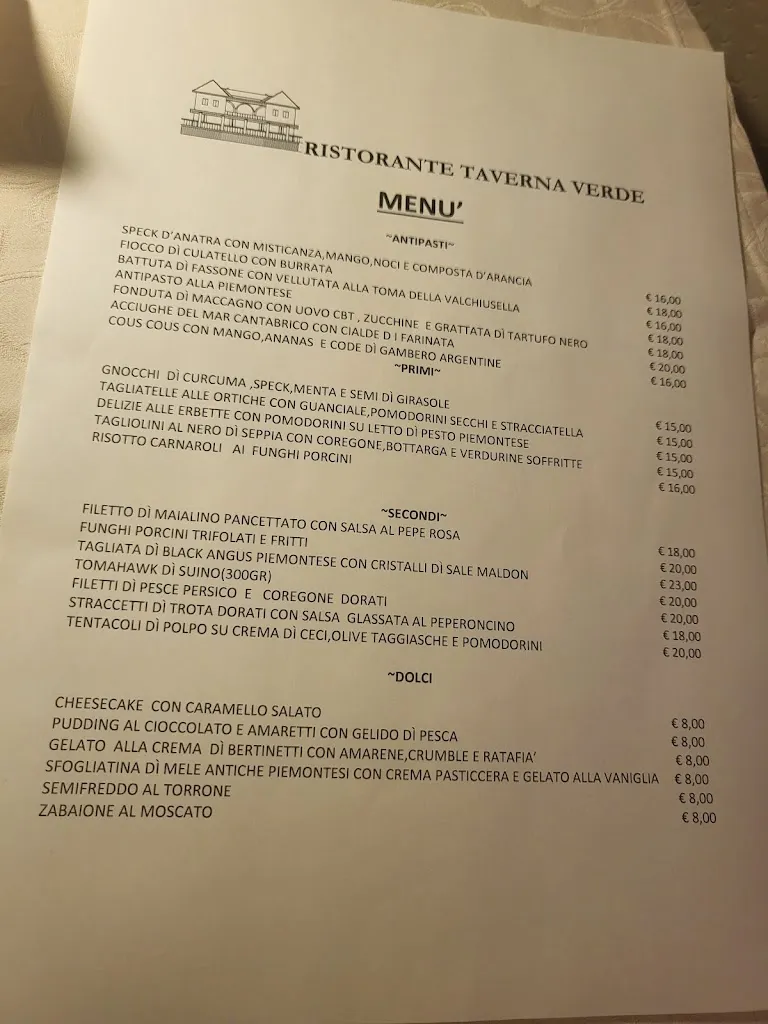 RISTORANTE TAVERNA VERDE
MENU'
~ANTIPASTI~
SPECK D'ANATRA CON MISTICANZA,MANGO,NOCI E COMPOSTA D'ARANCIA € 16,00
FIOCCO DÌ CULATELLO CON BURRATA € 18,00
BATTUTA DÌ FASSONE CON VELLUTATA ALLA TOMA DELLA VALCHIUSELLA € 16,00
ANTIPASTO ALLA PIEMONTESE € 18,00
FONDUTA DÌ MACCAGNO CON UOVO CBT , ZUCCHINE E GRATTATA DÌ TARTUFO NERO € 18,00
ACCIUGHE DEL MAR CANTABRICO CON CIALDE D I FARINATA € 20,00
COUS COUS CON MANGO,ANANAS E CODE DÌ GAMBERO ARGENTINE € 16,00
~PRIMI~
GNOCCHI DÌ CURCUMA ,SPECK,MENTA E SEMI DÌ GIRASOLE € 15,00
TAGLIATELLE ALLE ORTICHE CON GUANCIALE,POMODORINI SECCHI E STRACCIATELLA € 15,00
DELIZIE ALLE ERBETTE CON POMODORINI SU LETTO DÌ PESTO PIEMONTESE € 15,00
TAGLIOLINI AL NERO DÌ SEPPIA CON COREGONE,BOTTARGA E VERDURINE SOFFRITTE € 15,00
RISOTTO CARNAROLI AI FUNGHI PORCINI € 16,00
~SECONDI~
FILETTO DÌ MAIALINO PANCETTATO CON SALSA AL PEPE ROSA € 18,00
FUNGHI PORCINI TRIFOLATI E FRITTI € 20,00
TAGLIATA DÌ BLACK ANGUS PIEMONTESE CON CRISTALLI DÌ SALE MALDON € 23,00
TOMAHAWK DÌ SUINO(300GR) € 20,00
FILETTI DÌ PESCE PERSICO E COREGONE DORATI € 20,00
STRACCETTI DÌ TROTA DORATI CON SALSA GLASSATA AL PEPERONCINO € 18,00
TENTACOLI DÌ POLPO SU CREMA DÌ CECI,OLIVE TAGGIASCHE E POMODORINI € 20,00
~DOLCI
CHEESECAKE CON CARAMELLO SALATO € 8,00
PUDDING AL CIOCCOLATO E AMARETTI CON GELIDO DÌ PESCA € 8,00
GELATO ALLA CREMA DÌ BERTINETTI CON AMARENE,CRUMBLE E RATAFIA' € 8,00
SFOGLIATINA DÌ MELE ANTICHE PIEMONTESI CON CREMA PASTICCERA E GELATO ALLA VANIGLIA € 8,00
SEMIFREDDO AL TORRONE € 8,00
ZABAIONE AL MOSCATO € 8,00